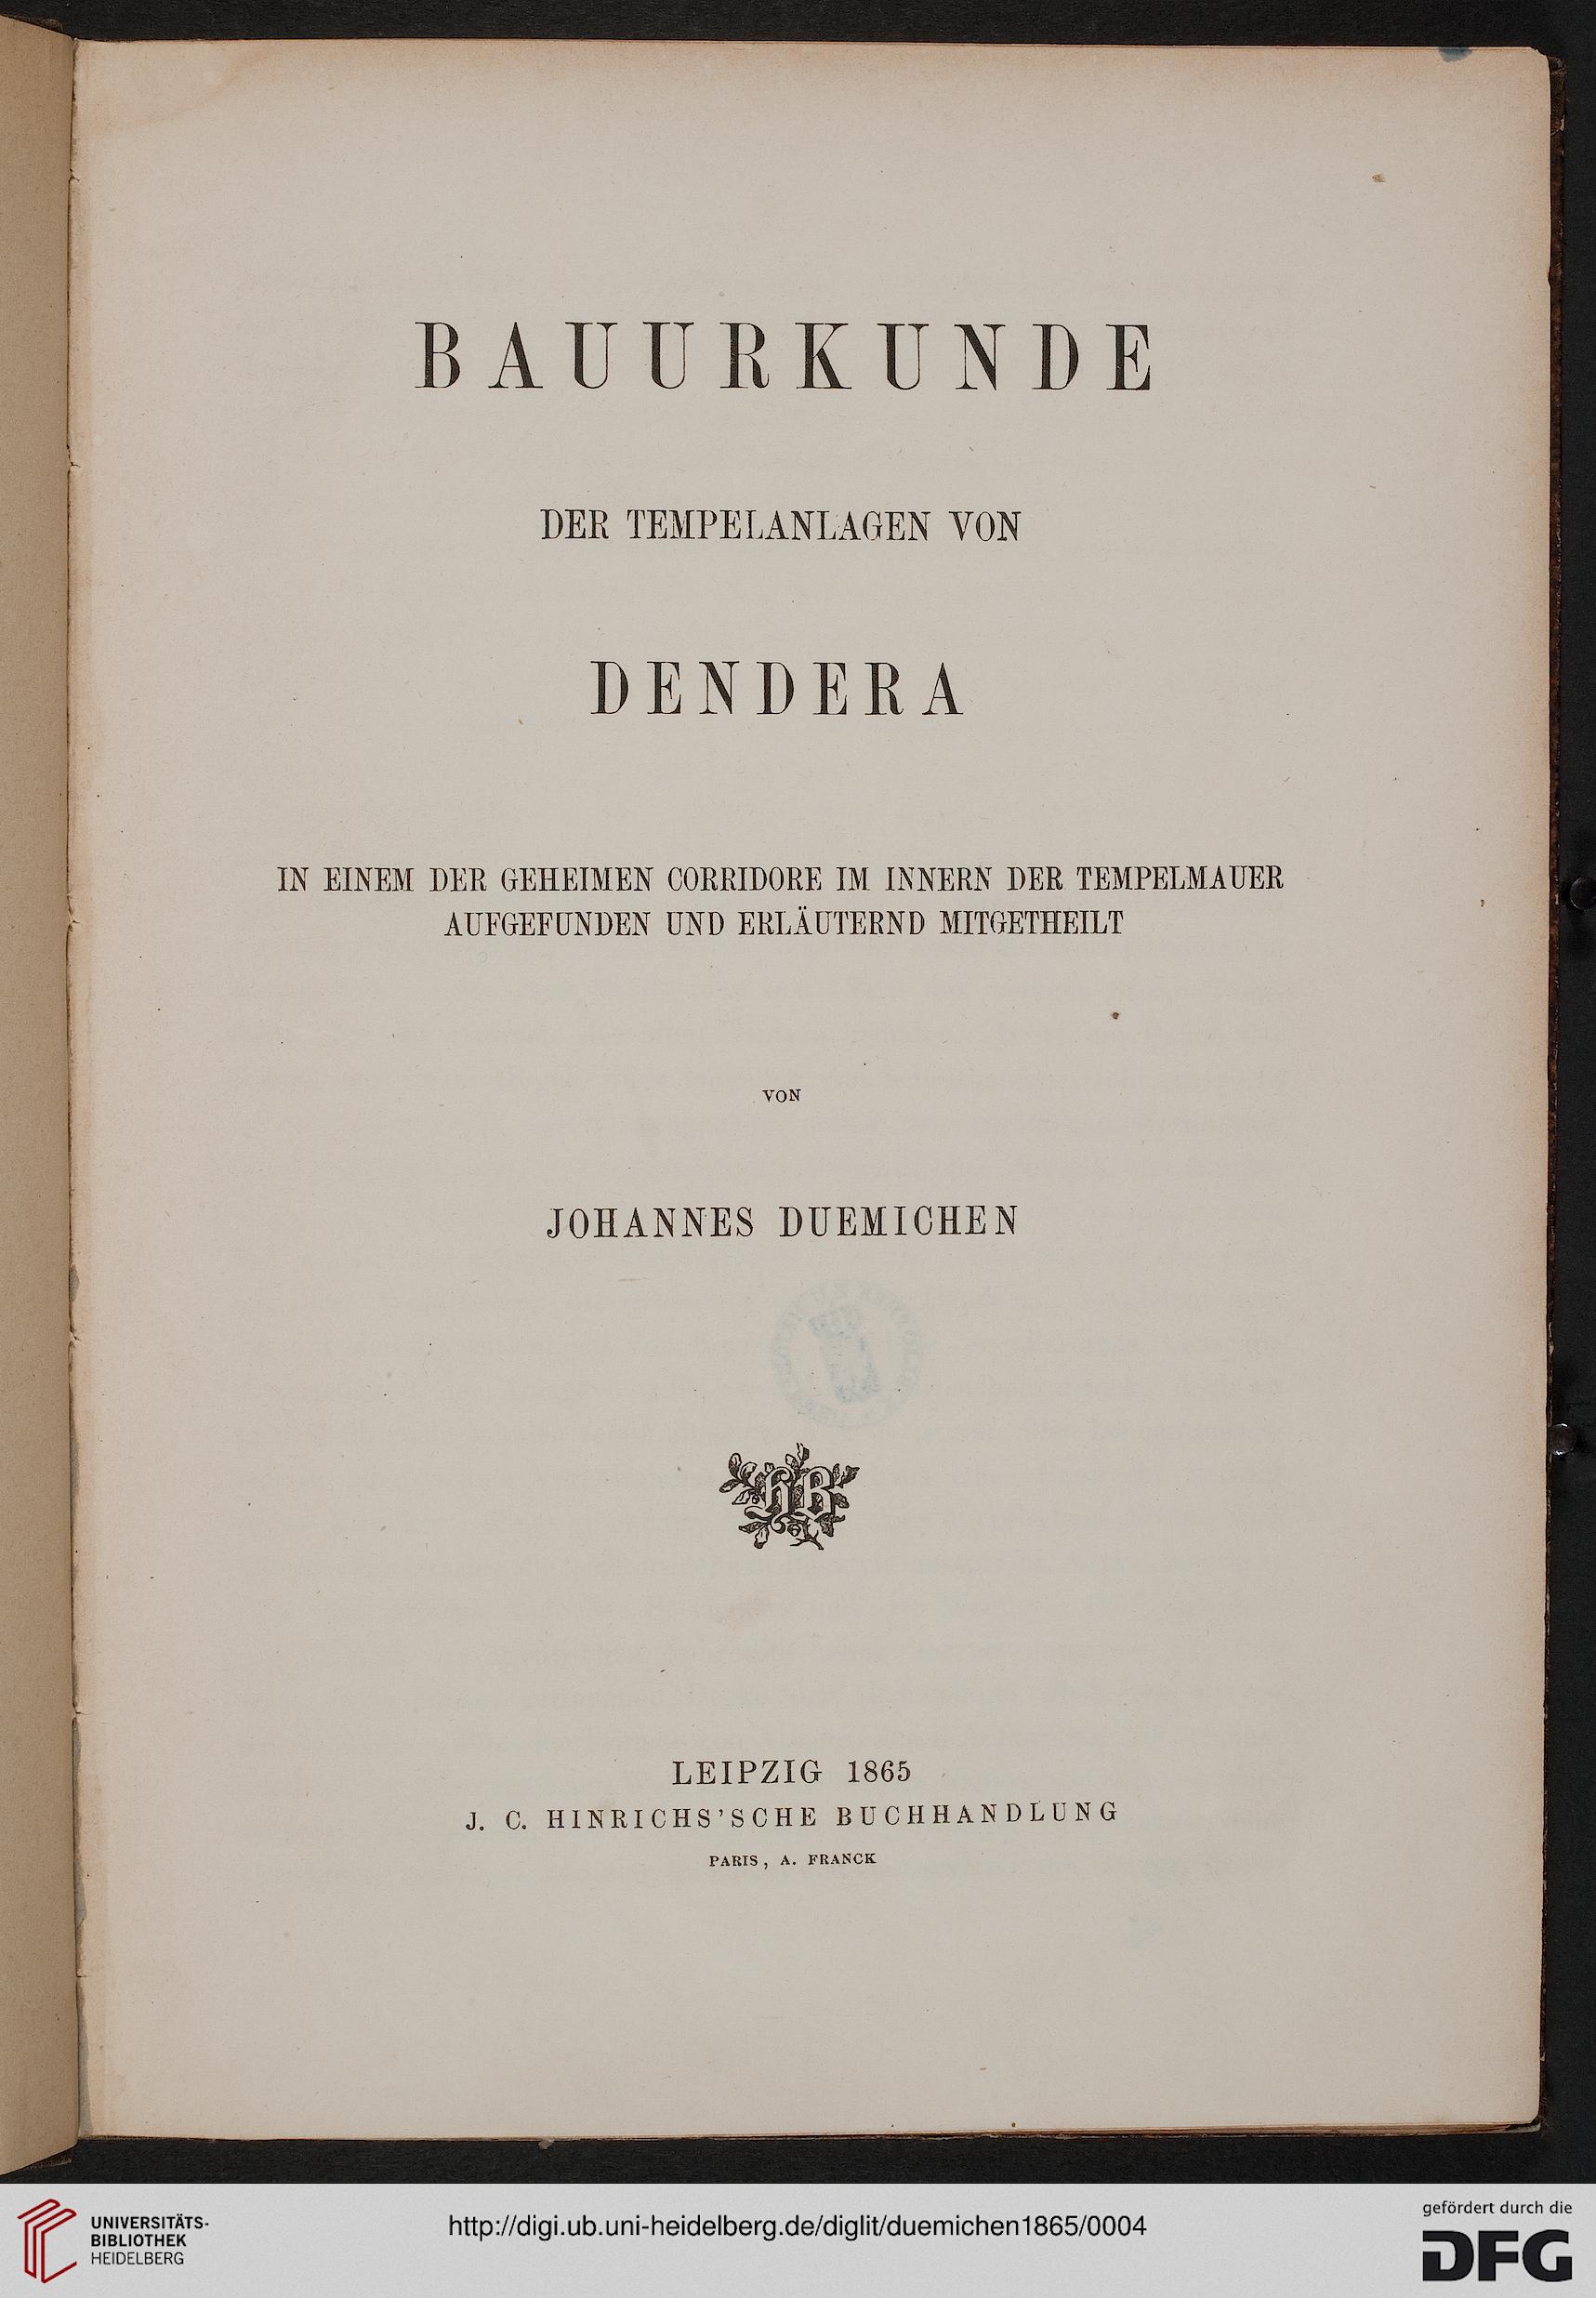 BAUURKUNDE
DER TEMPELANLAGEN VON
DENDERA
IN EINEM DER GEHEIMEN CORRIDORE IM INNERN DER TEMPELMAUER
AUFGEFUNDEN UND ERLÄUTERND MITGETHEILT
VON
JOHANNES DUEMICHEN
HB
LEIPZIG 1865
J. C. HINRICHS'SCHE BUCHHANDLUNG
PARIS, A. FRANCK
UNIVERSITÄTS-
BIBLIOTHEK
HEIDELBERG
http://digi.ub.uni-heidelberg.de/diglit/duemichen1865/0004
gefördert durch die
DFG